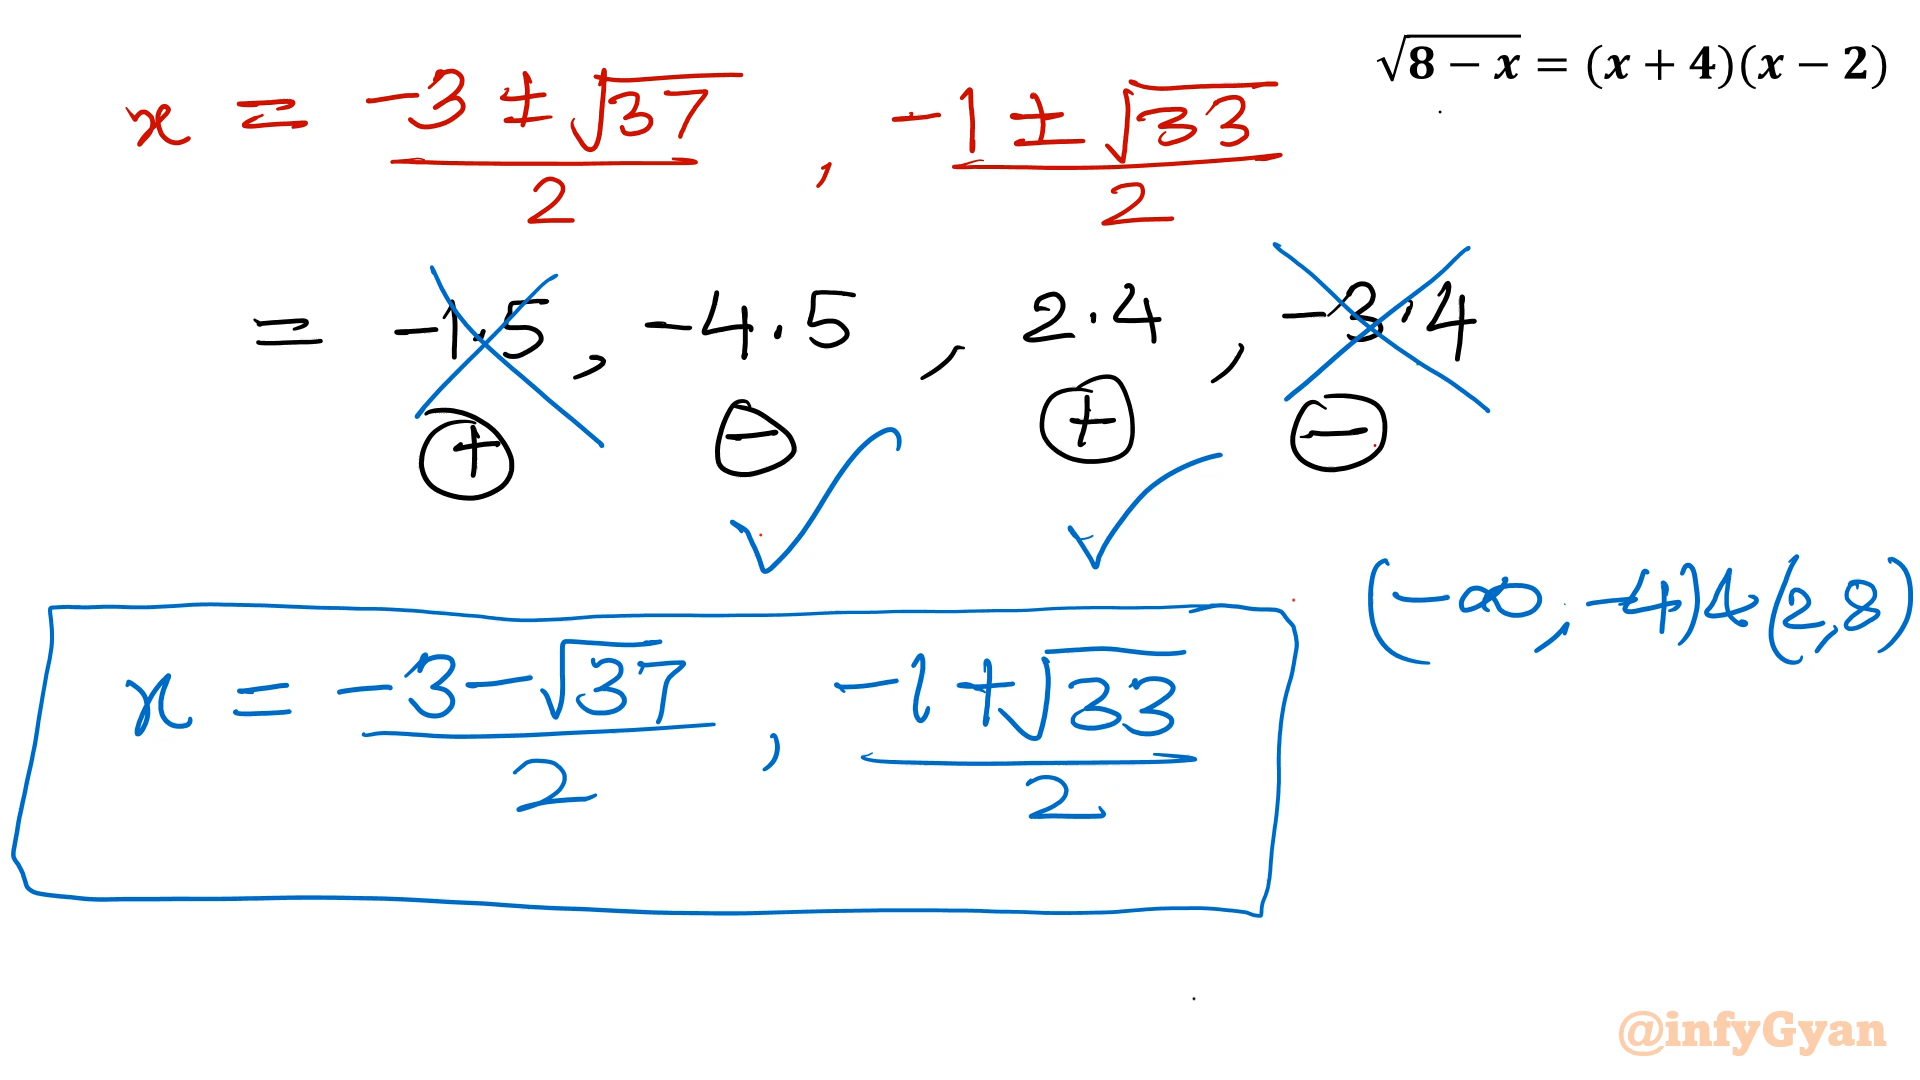 √(8 − x) = (x + 4)(x − 2)
x = (-3 ± √37)/2 , (-1 ± √33)/2
= -1.5 , -4.5 , 2.4 , -3.4
+ - + -
(-∞, -4) & (2, 8)
x = (-3 - √37)/2 , (-1 + √33)/2
@infyGyan